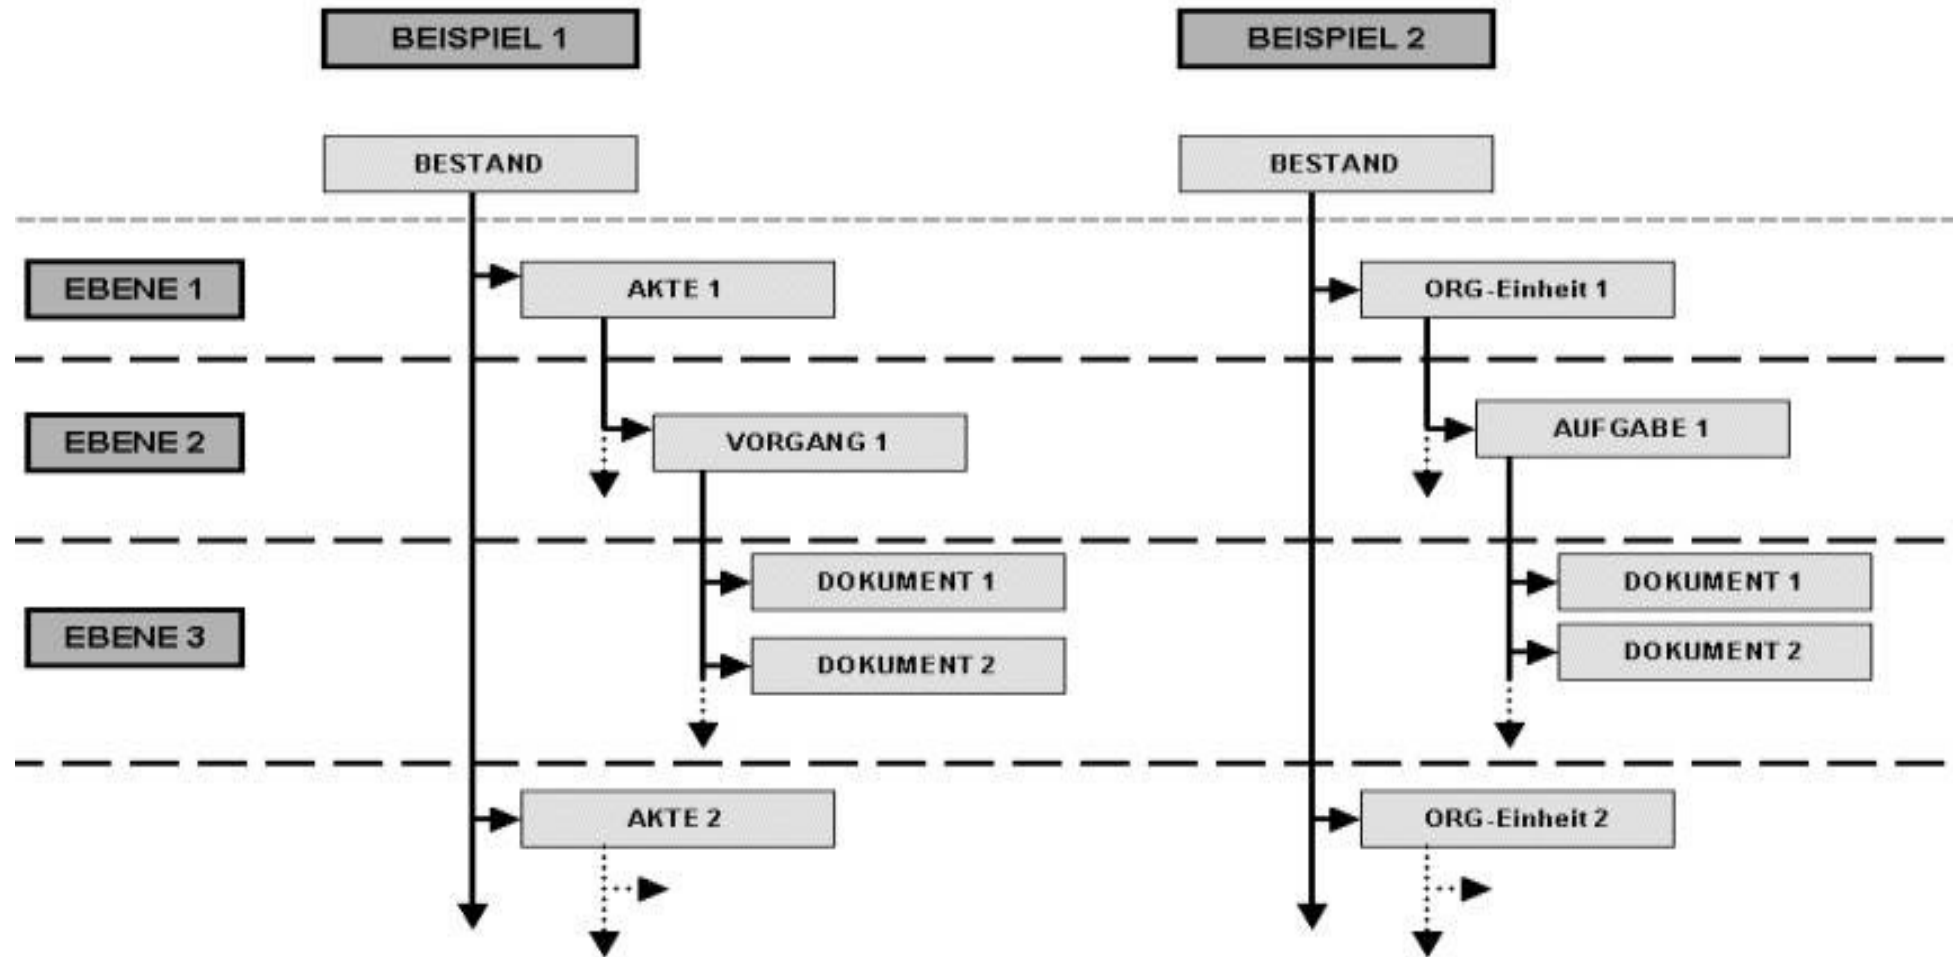 BEISPIEL 1
BEISPIEL 2
BESTAND
BESTAND
EBENE 1
AKTE 1
ORG-Einheit 1
EBENE 2
VORGANG 1
AUFGABE 1
DOKUMENT 1
DOKUMENT 1
EBENE 3
DOKUMENT 2
DOKUMENT 2
AKTE 2
ORG-Einheit 2